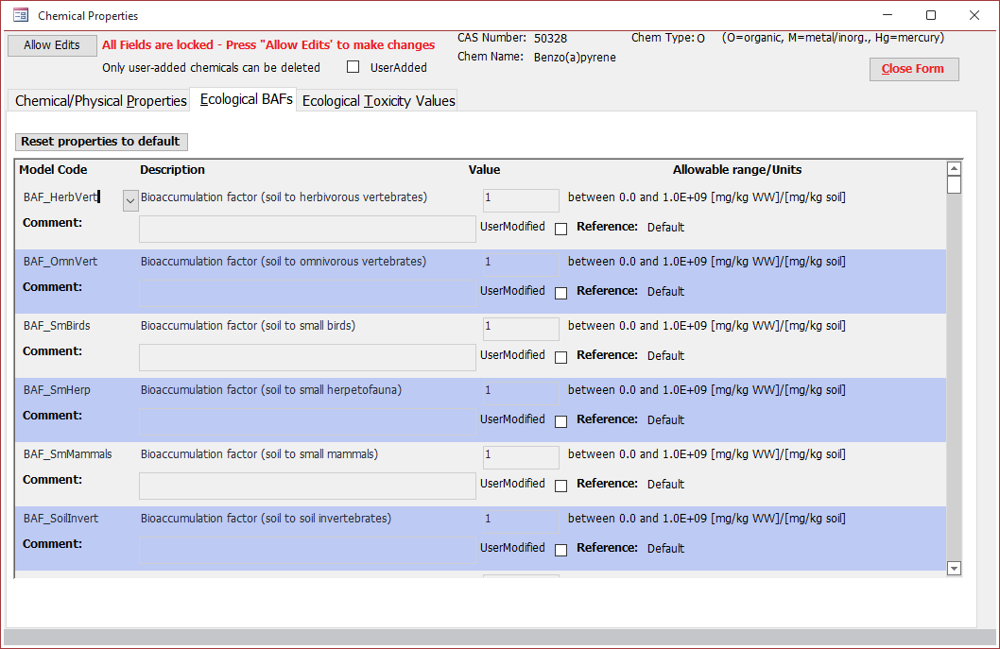 Chemical Properties
Allow Edits
All Fields are locked - Press "Allow Edits' to make changes
CAS Number: 50328
Chem Type: O (O=organic, M=metal/inorg., Hg=mercury)
Only user-added chemicals can be deleted
UserAdded
Chem Name: Benzo(a)pyrene
Close Form
Chemical/Physical Properties
Ecological BAFs
Ecological Toxicity Values
Reset properties to default
Model Code Description Value Allowable range/Units
BAF_HerbVert Bioaccumulation factor (soil to herbivorous vertebrates) 1 between 0.0 and 1.0E+09 [mg/kg WW]/[mg/kg soil]
Comment: UserModified Reference: Default
BAF_OmnVert Bioaccumulation factor (soil to omnivorous vertebrates) 1 between 0.0 and 1.0E+09 [mg/kg WW]/[mg/kg soil]
Comment: UserModified Reference: Default
BAF_SmBirds Bioaccumulation factor (soil to small birds) 1 between 0.0 and 1.0E+09 [mg/kg WW]/[mg/kg soil]
Comment: UserModified Reference: Default
BAF_SmHerp Bioaccumulation factor (soil to small herpetofauna) 1 between 0.0 and 1.0E+09 [mg/kg WW]/[mg/kg soil]
Comment: UserModified Reference: Default
BAF_SmMammals Bioaccumulation factor (soil to small mammals) 1 between 0.0 and 1.0E+09 [mg/kg WW]/[mg/kg soil]
Comment: UserModified Reference: Default
BAF_SoilInvert Bioaccumulation factor (soil to soil invertebrates) 1 between 0.0 and 1.0E+09 [mg/kg WW]/[mg/kg soil]
Comment: UserModified Reference: Default